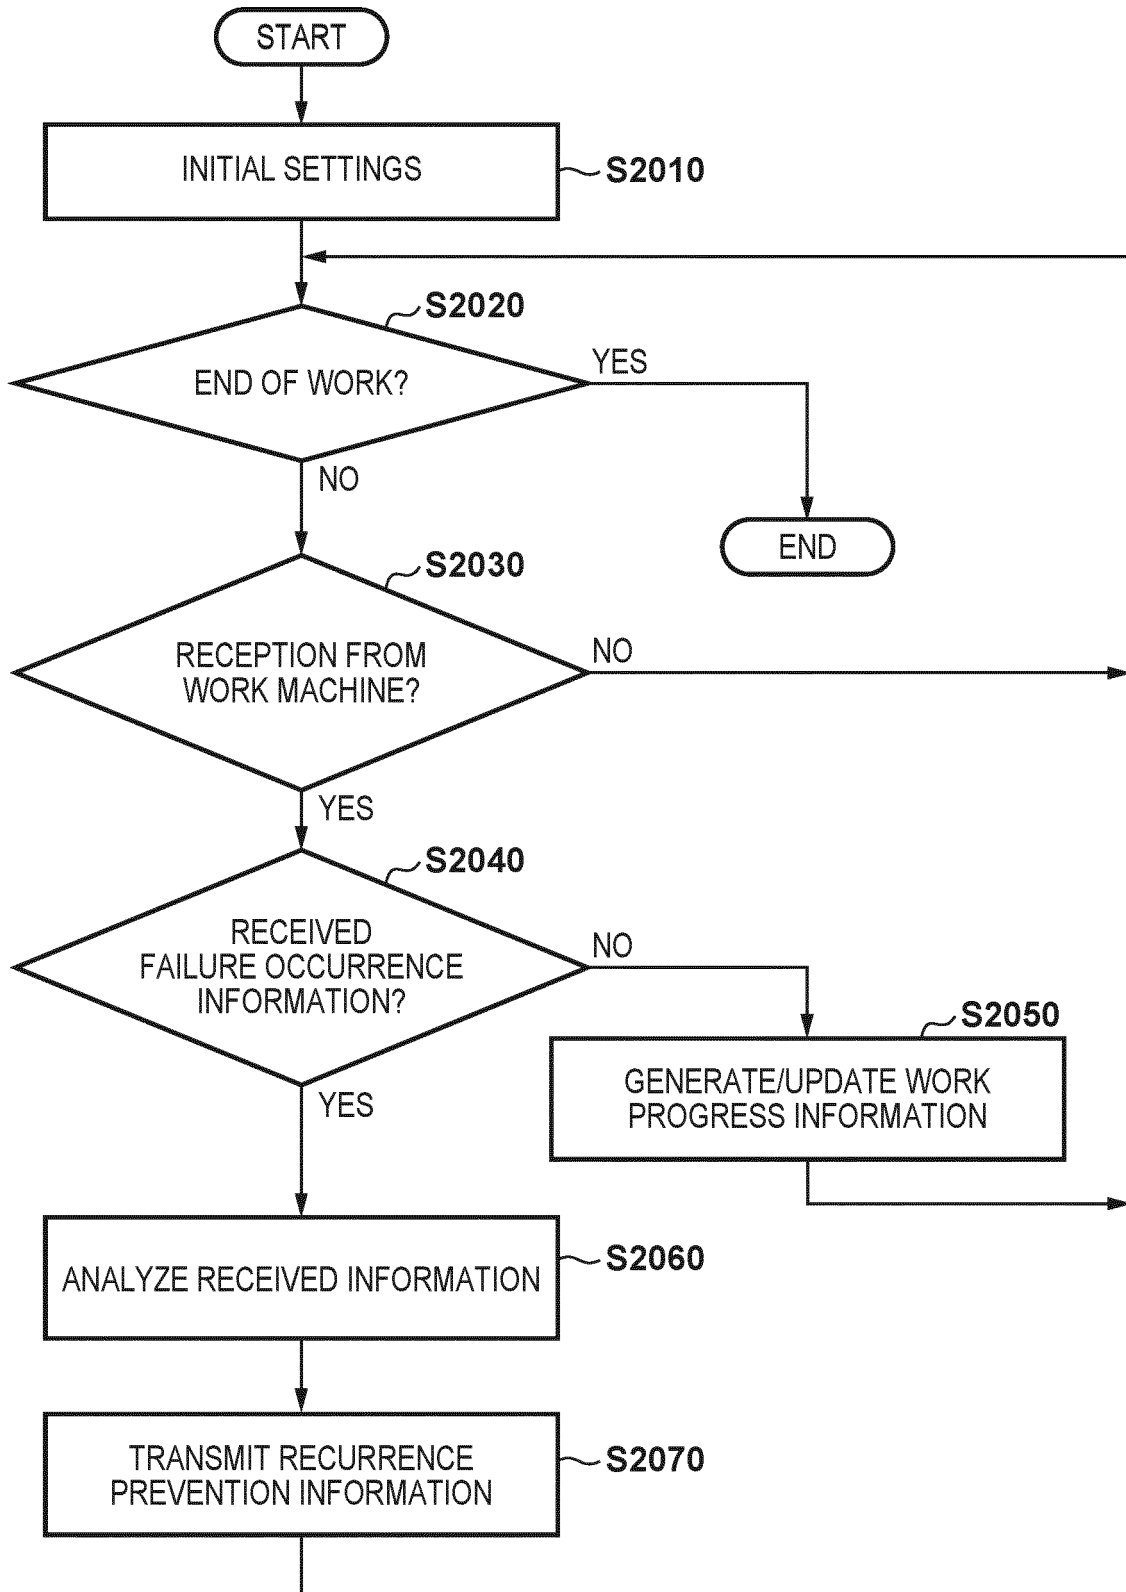 START
INITIAL SETTINGS
S2010
S2020
END OF WORK?
YES
NO
END
S2030
RECEPTION FROM
WORK MACHINE?
NO
YES
S2040
RECEIVED
FAILURE OCCURRENCE
INFORMATION?
NO
YES
S2050
GENERATE/UPDATE WORK
PROGRESS INFORMATION
ANALYZE RECEIVED INFORMATION
S2060
TRANSMIT RECURRENCE
PREVENTION INFORMATION
S2070